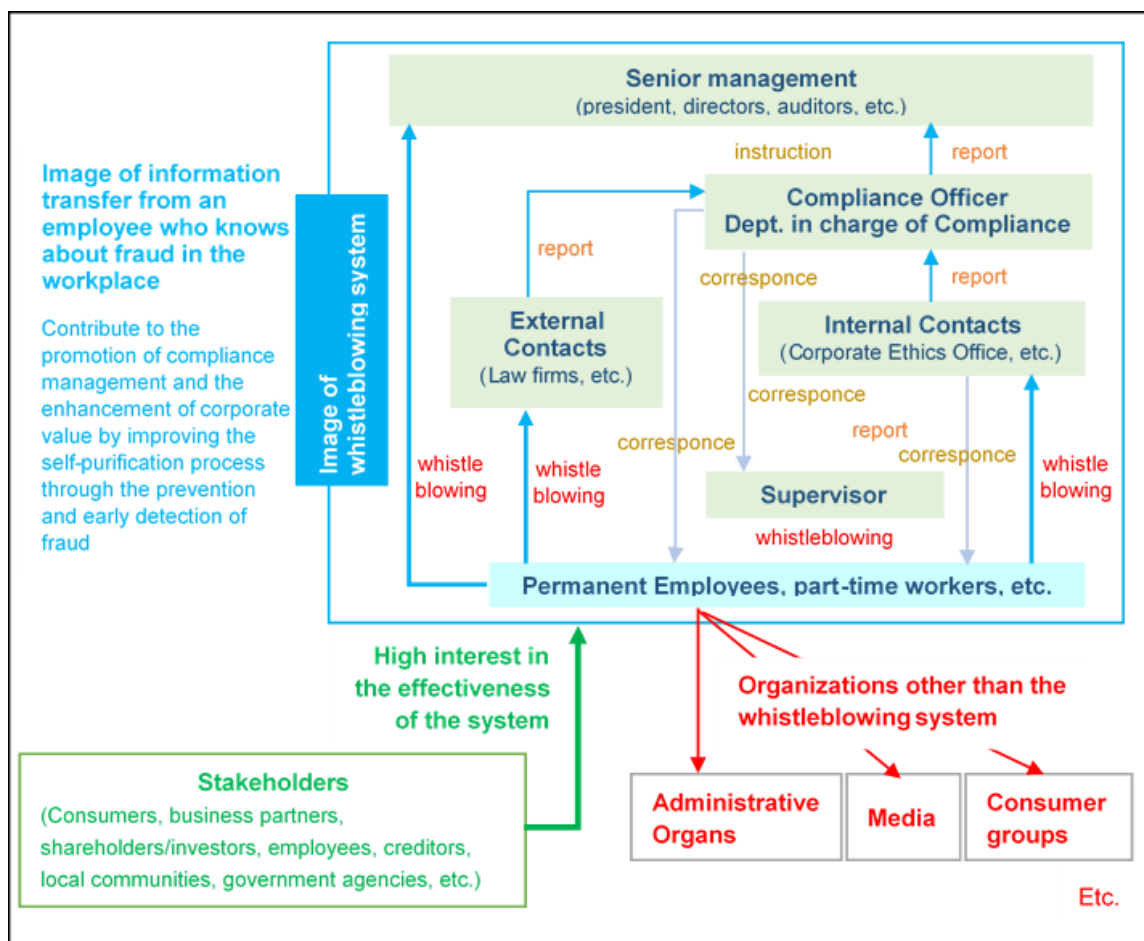 Senior management
(president, directors, auditors, etc.)
Image of information
transfer from an
employee who knows
about fraud in the
workplace
Contribute to the
promotion of compliance
management and the
enhancement of corporate
value by improving the
self-purification process
through the prevention
and early detection of
fraud
Image of
whistleblowing system
instruction
report
Compliance Officer
Dept. in charge of Compliance
report
corresponce
report
External
Contacts
(Law firms, etc.)
Internal Contacts
(Corporate Ethics Office, etc.)
corresponce
report
corresponce
corresponce
whistle
blowing
whistle
blowing
whistle
blowing
Supervisor
whistleblowing
Permanent Employees, part-time workers, etc.
High interest in
the effectiveness
of the system
Organizations other than the
whistleblowing system
Stakeholders
(Consumers, business partners,
shareholders/investors, employees, creditors,
local communities, government agencies, etc.)
Administrative
Organs
Media
Consumer
groups
Etc.